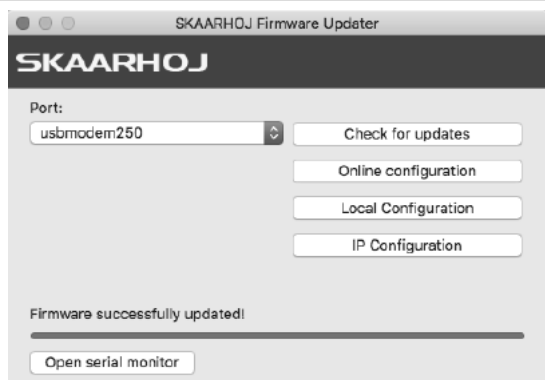 SKAARHOJ Firmware Updater
SKAARHOJ
Port:
usbmodem250
Check for updates
Online configuration
Local Configuration
IP Configuration
Firmware successfully updated!
Open serial monitor